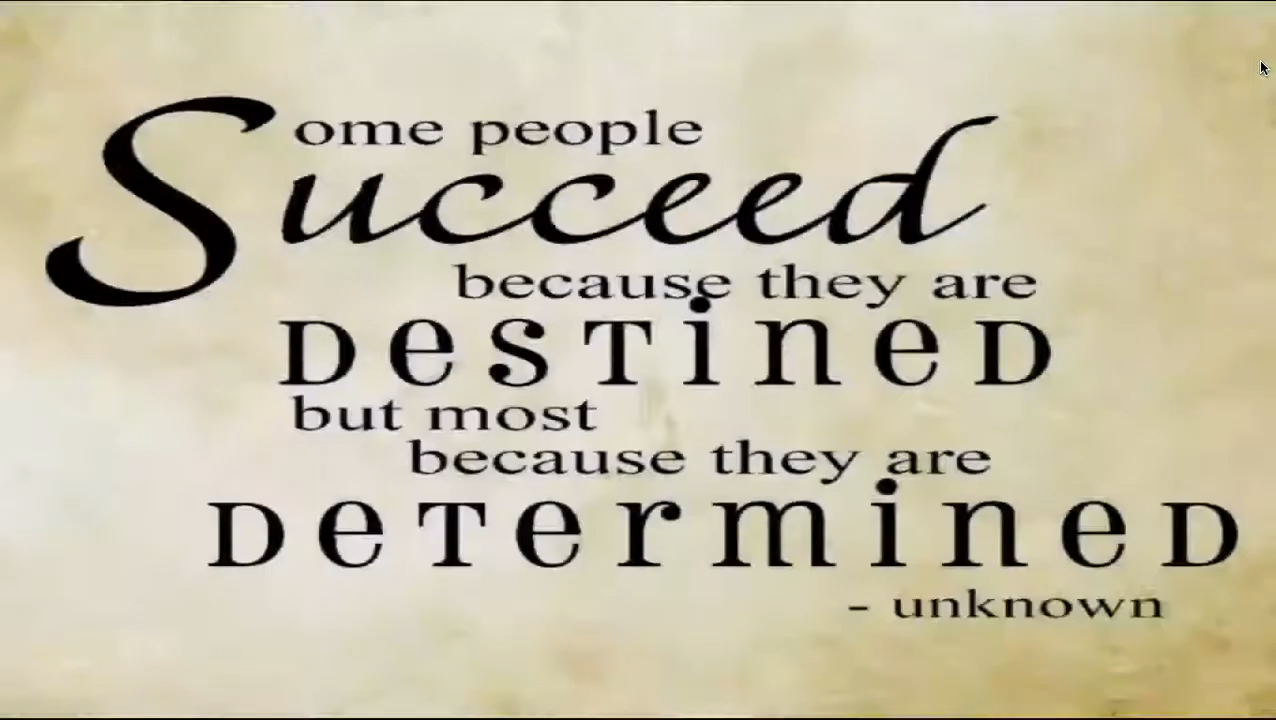 Some people
Succeed
because they are
DeSTineD
but most
because they are
DeTermineD
- unknown